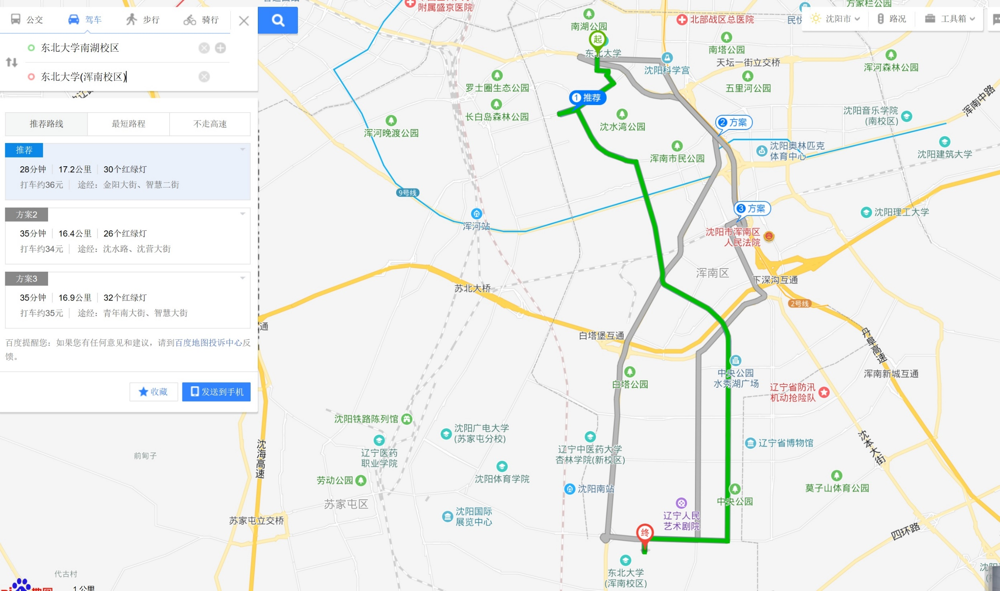 公交
驾车
步行
骑行
东北大学南湖校区
东北大学(浑南校区)
推荐路线
最短路程
不走高速
推荐
28分钟 17.2公里 30个红绿灯
打车约36元 途经：金阳大街、智慧二街
方案2
35分钟 16.4公里 26个红绿灯
打车约34元 途经：沈水路、沈营大街
方案3
35分钟 16.9公里 32个红绿灯
打车约35元 途经：青年南大街、智慧大街
百度提醒您：如果您有任何意见和建议，请到百度地图投诉中心反
馈。
收藏
发送到手机
沈阳市
路况
工具箱
附属盛京医院
南湖公园
北部战区总医院
方家栏公园
民悦
起
东北大学
南塔公园
天坛一街立交桥
沈阳科学宫
浑河森林公园
五里河公园
罗士圈生态公园
1 推荐
长白岛森林公园
沈水湾公园
浑河晚渡公园
2 方案
沈阳音乐学院
(南校区)
浑南中路
浑南市民公园
沈阳奥林匹克
体育中心
沈阳建筑大学
9号线
浑河站
3 方案
沈阳理工大学
沈阳市浑南区
人民法院
浑南区
下深沟互通
苏北大桥
2号线
通
白塔堡互通
丹阜高速
中央公园
水秀湖广场
浑南新城互通
白塔公园
辽宁省防汛
机动抢险队
沈阳铁路陈列馆
沈阳广电大学
(苏家屯分校)
辽宁医药
职业学院
辽宁中医药大学
杏林学院(新校区)
辽宁省博物馆
沈本大街
沈海高速
前甸子
劳动公园
沈阳体育学院
沈阳南站
莫子山体育公园
中央公园
苏家屯区
沈阳国际
展览中心
辽宁人民
艺术剧院
苏家屯立交桥
终
四环路
东北大学
(浑南校区)
代古村
1公里